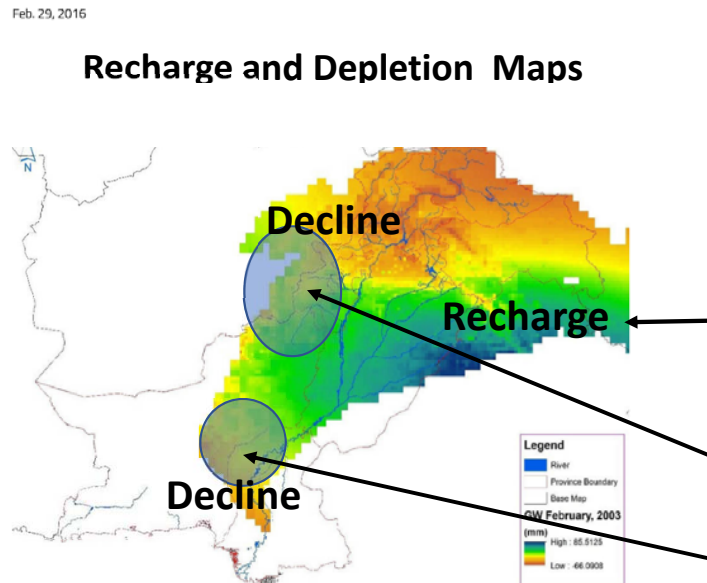 Feb. 29, 2016
Recharge and Depletion Maps
N
Decline
Recharge
Decline
Legend
River
Province Boundary
Base Map
GW February, 2003
(mm)
High : 85.5125
Low : -66.0908